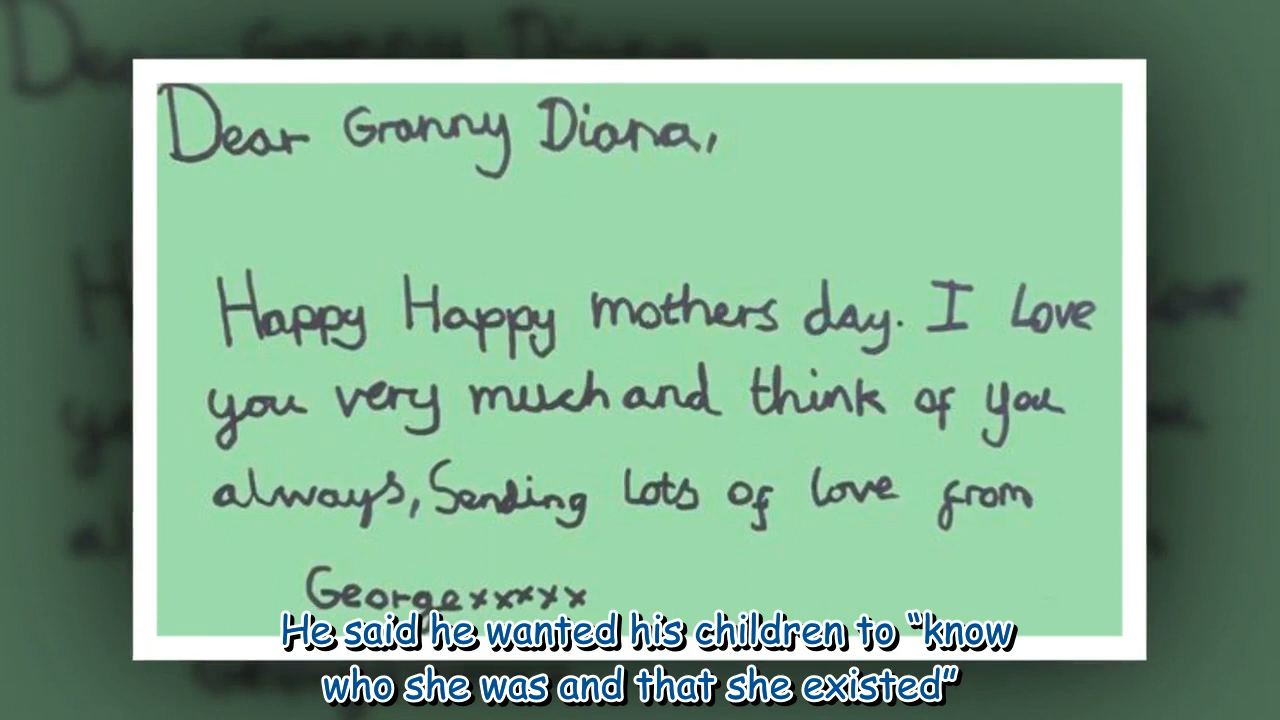 Dear Granny Diana,
Happy Happy mothers day. I Love
you very much and think of you
always, Sending Lots of love from
Georgexxxxx
He said he wanted his children to “know
who she was and that she existed”